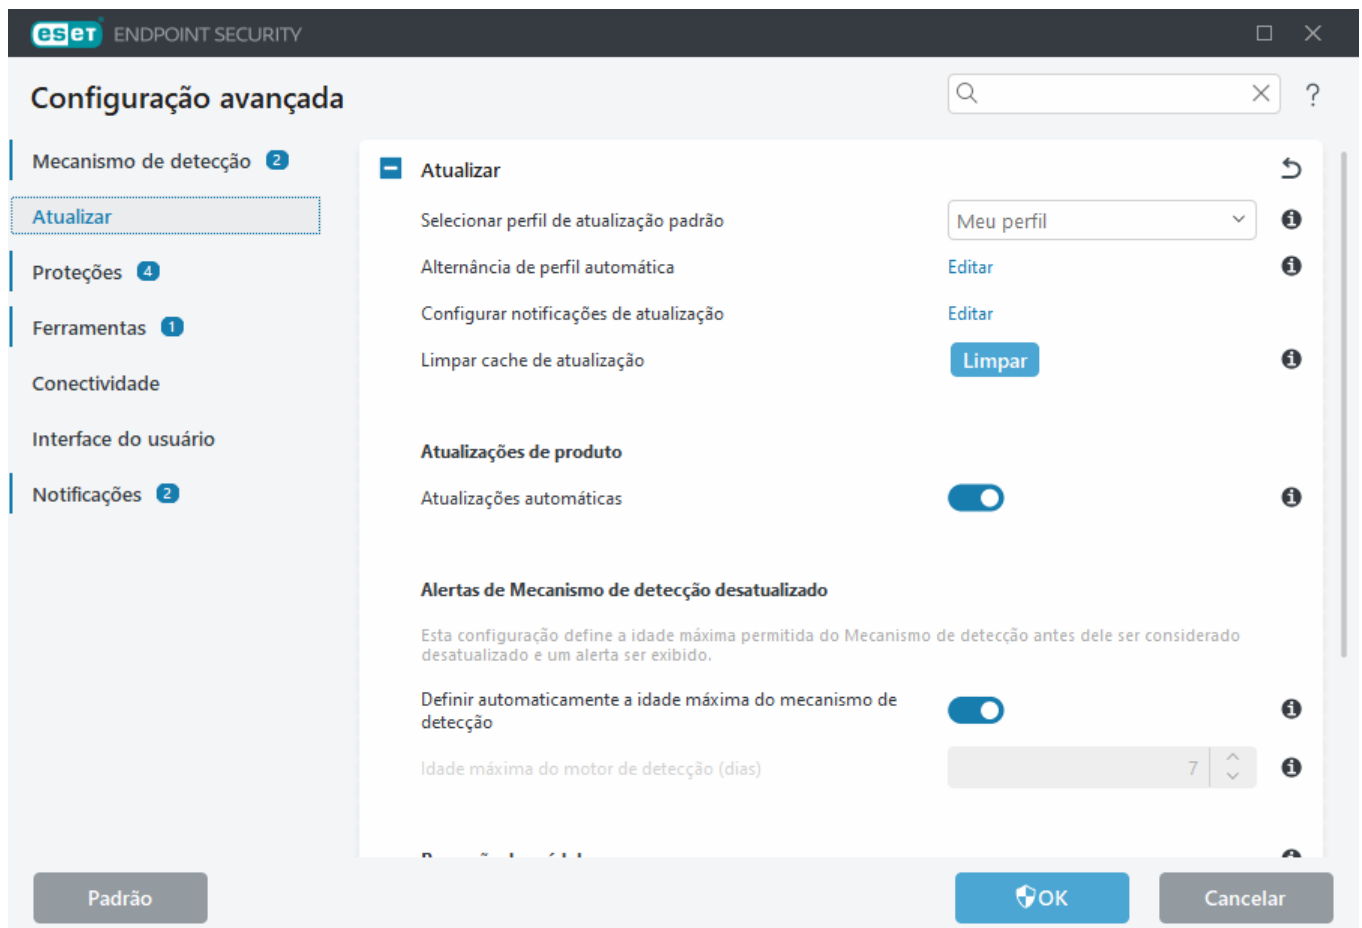 eset ENDPOINT SECURITY
Configuração avançada
?
Mecanismo de detecção 2
Atualizar
Proteções 4
Ferramentas 1
Conectividade
Interface do usuário
Notificações 2
Atualizar
Selecionar perfil de atualização padrão
Meu perfil
Alternância de perfil automática
Editar
Configurar notificações de atualização
Editar
Limpar cache de atualização
Limpar
Atualizações de produto
Atualizações automáticas
Alertas de Mecanismo de detecção desatualizado
Esta configuração define a idade máxima permitida do Mecanismo de detecção antes dele ser considerado
desatualizado e um alerta ser exibido.
Definir automaticamente a idade máxima do mecanismo de
detecção
Idade máxima do motor de detecção (dias)
7
Padrão
OK
Cancelar